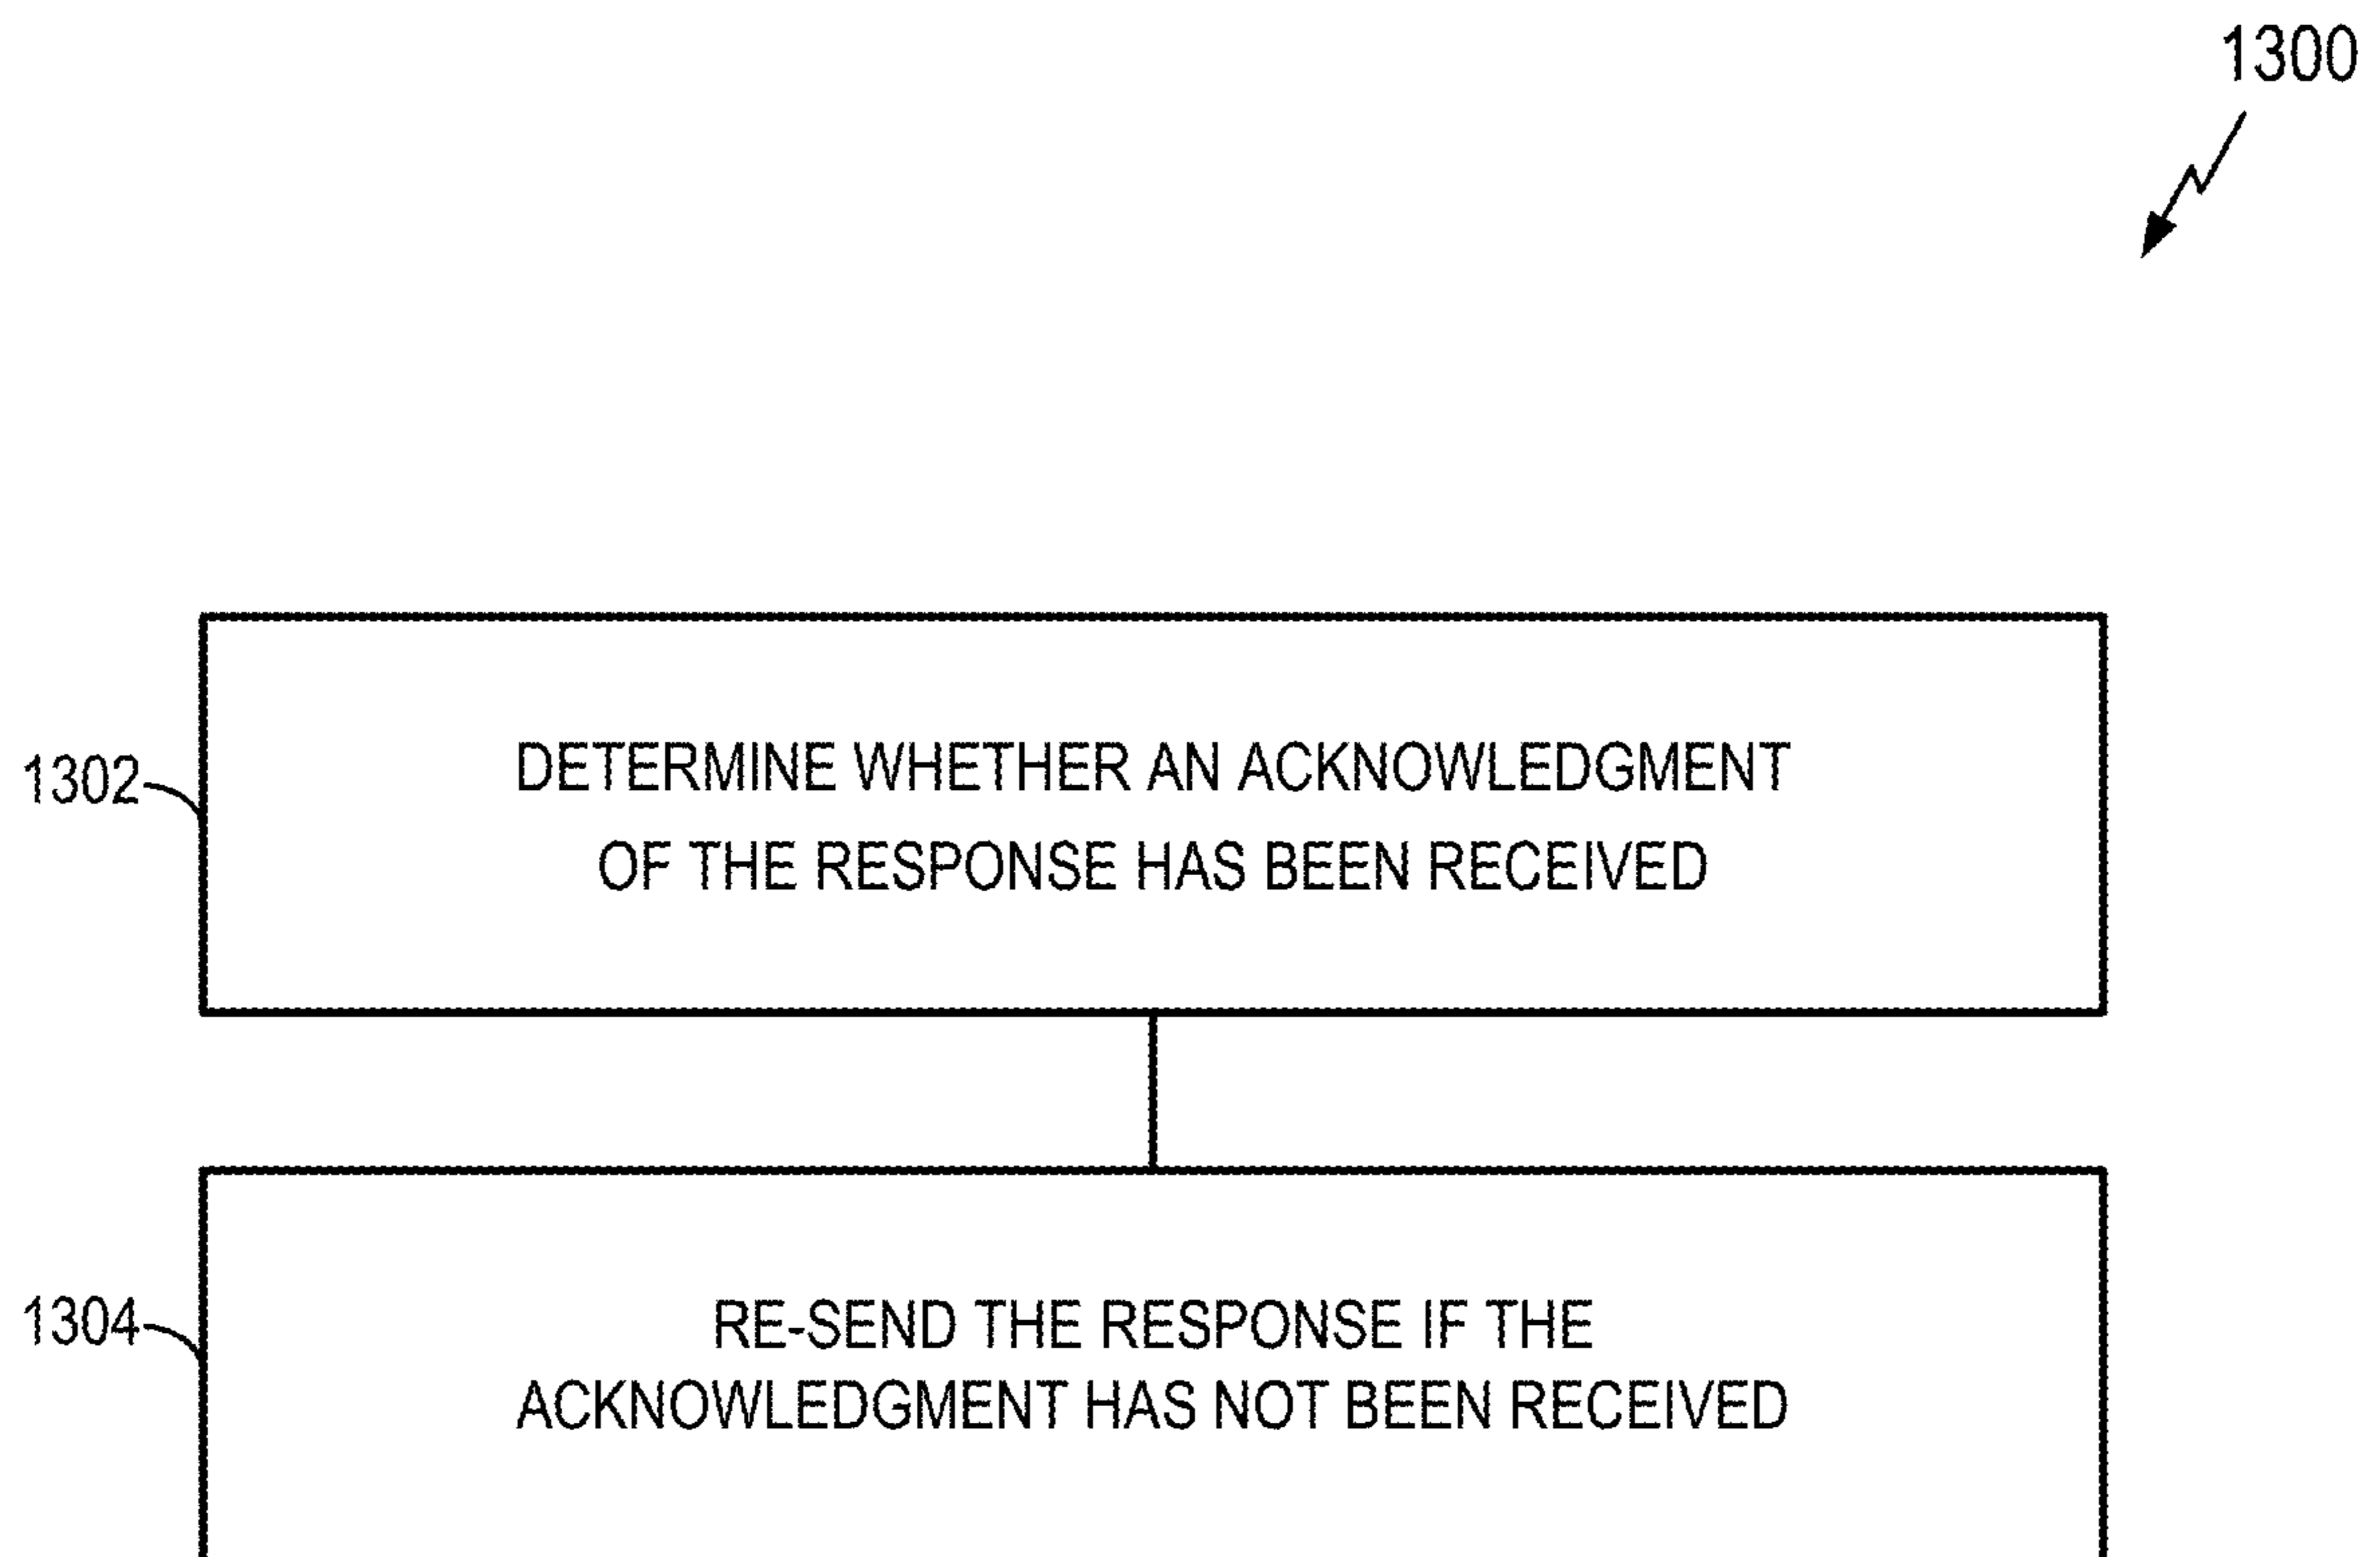 1300
1302
DETERMINE WHETHER AN ACKNOWLEDGMENT
OF THE RESPONSE HAS BEEN RECEIVED
1304
RE-SEND THE RESPONSE IF THE
ACKNOWLEDGMENT HAS NOT BEEN RECEIVED